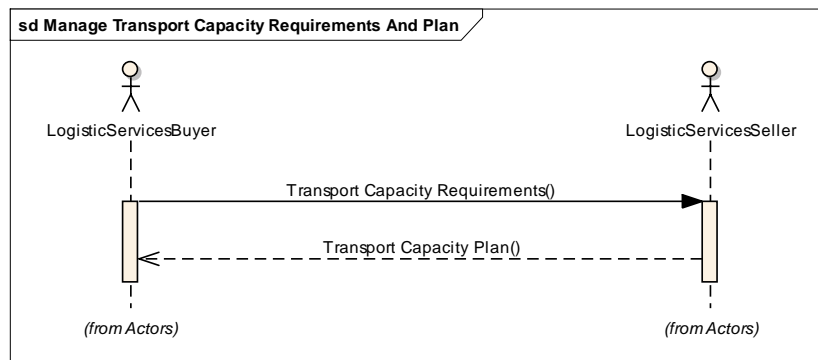 sd Manage Transport Capacity Requirements And Plan
LogisticServicesBuyer
LogisticServicesSeller
Transport Capacity Requirements()
Transport Capacity Plan()
(from Actors)
(from Actors)